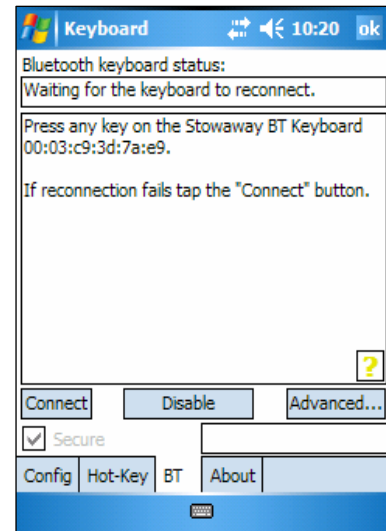 Keyboard 10:20 ok
Bluetooth keyboard status:
Waiting for the keyboard to reconnect.
Press any key on the Stowaway BT Keyboard
00:03:c9:3d:7a:e9.
If reconnection fails tap the "Connect" button.
?
Connect Disable Advanced...
Secure
Config Hot-Key BT About